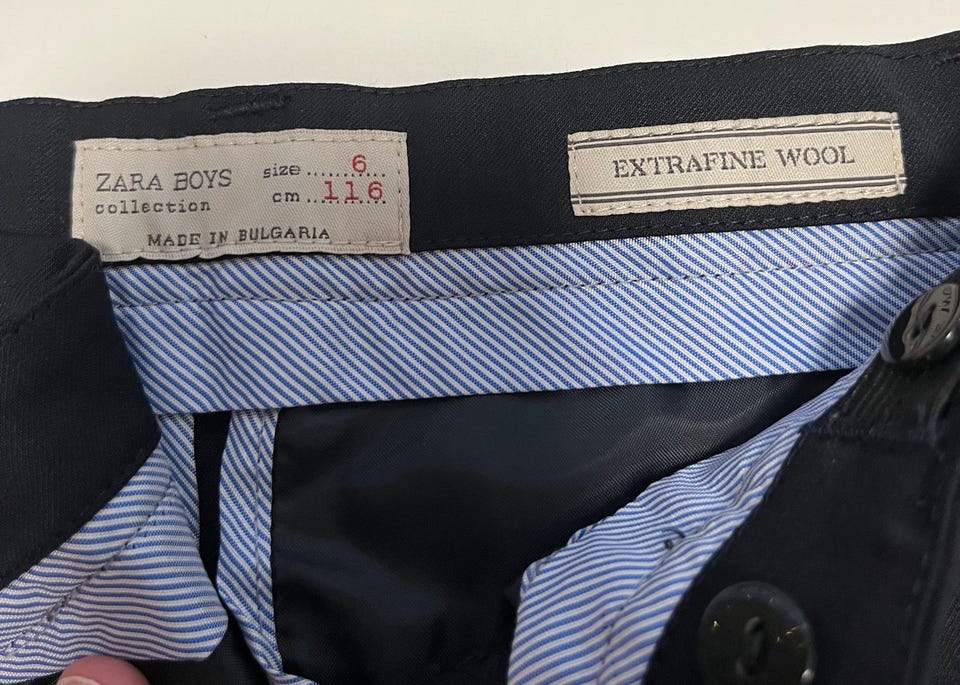 ZARA BOYS
collection
size ........ 6
cm ..116
MADE IN BULGARIA
EXTRAFINE WOOL